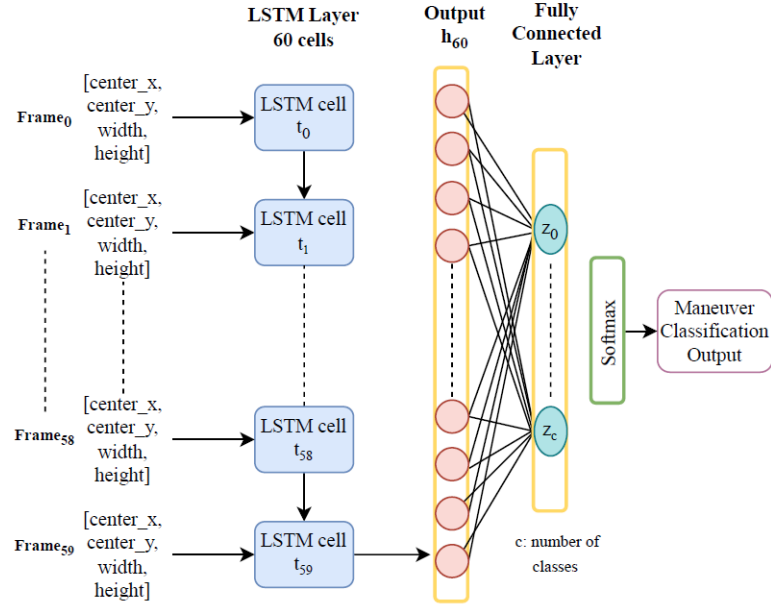 LSTM Layer
60 cells
Output
h60
Fully
Connected
Layer
Frame0
[center_x,
center_y,
width,
height]
LSTM cell
t0
Frame1
[center_x,
center_y,
width,
height]
LSTM cell
t1
z0
Softmax
Maneuver
Classification
Output
Frame58
[center_x,
center_y,
width,
height]
LSTM cell
t58
zc
Frame59
[center_x,
center_y,
width,
height]
LSTM cell
t59
c: number of
classes